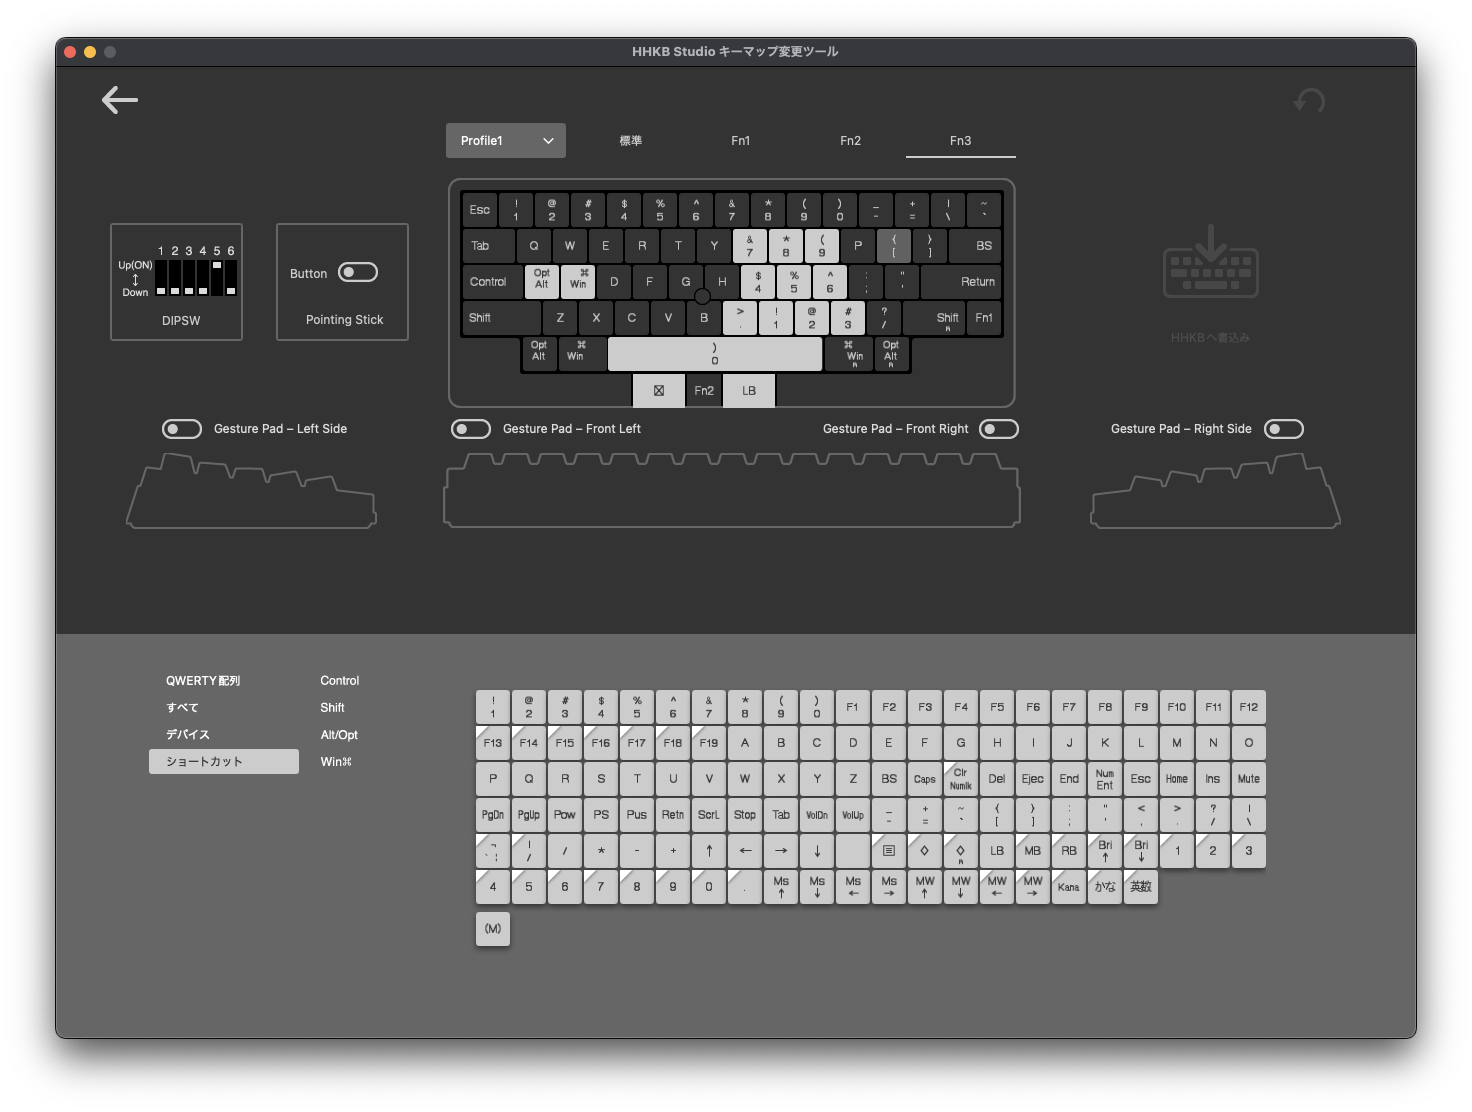 HHKB Studio キーマップ変更ツール
Profile1 標準 Fn1 Fn2 Fn3
Esc ! 1 @ 2 # 3 $ 4 % 5 ^ 6 & 7 * 8 ( 9 ) 0 _ - + = | \ ~ `
Tab Q W E R T Y & 7 * 8 ( 9 P { [ } ] BS
Control Opt Alt ⌘ Win D F G H $ 4 % 5 ^ 6 : ; " ' Return
Shift Z X C V B > . ! 1 @ 2 # 3 ? / Shift R Fn1
Opt Alt ⌘ Win ) 0 ⌘ Win R Opt Alt R
☒ Fn2 LB
1 2 3 4 5 6
Up(ON)
↕
Down
DIPSW
Button
Pointing Stick
HHKBへ書込み
Gesture Pad – Left Side
Gesture Pad – Front Left
Gesture Pad – Front Right
Gesture Pad – Right Side
QWERTY配列
すべて
デバイス
ショートカット
Control
Shift
Alt/Opt
Win⌘
! 1 @ 2 # 3 $ 4 % 5 ^ 6 & 7 * 8 ( 9 ) 0 F1 F2 F3 F4 F5 F6 F7 F8 F9 F10 F11 F12
F13 F14 F15 F16 F17 F18 F19 A B C D E F G H I J K L M N O
P Q R S T U V W X Y Z BS Caps Clr Numlk Del Ejec End Num Ent Esc Home Ins Mute
PgDn PgUp Pow PS Pus Retn ScrL Stop Tab VolDn VolUp _ - + = ~ ` { [ } ] : ; " ' < , > . ? / | \
¬ ` ¦ | / / * - + ↑ ← → ↓ ◇ ◇ R LB MB RB Bri ↑ Bri ↓ 1 2 3
4 5 6 7 8 9 0 . Ms ↑ Ms ↓ Ms ← Ms → MW ↑ MW ↓ MW ← MW → Kana かな 英数
(M)